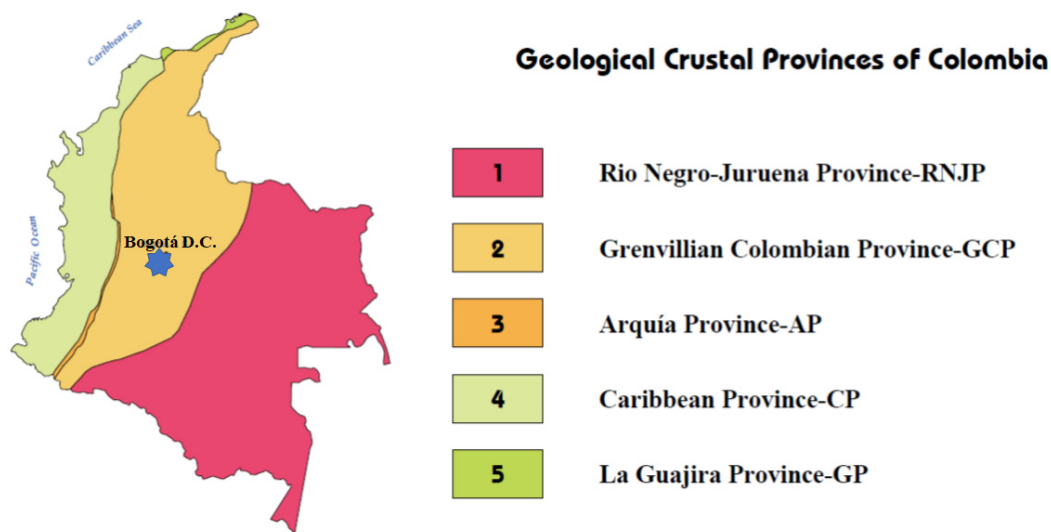 Caribbean Sea
Geological Crustal Provinces of Colombia
1 Rio Negro-Juruena Province-RNJP
2 Grenvillian Colombian Province-GCP
Bogotá D.C.
Pacific Ocean
3 Arquía Province-AP
4 Caribbean Province-CP
5 La Guajira Province-GP